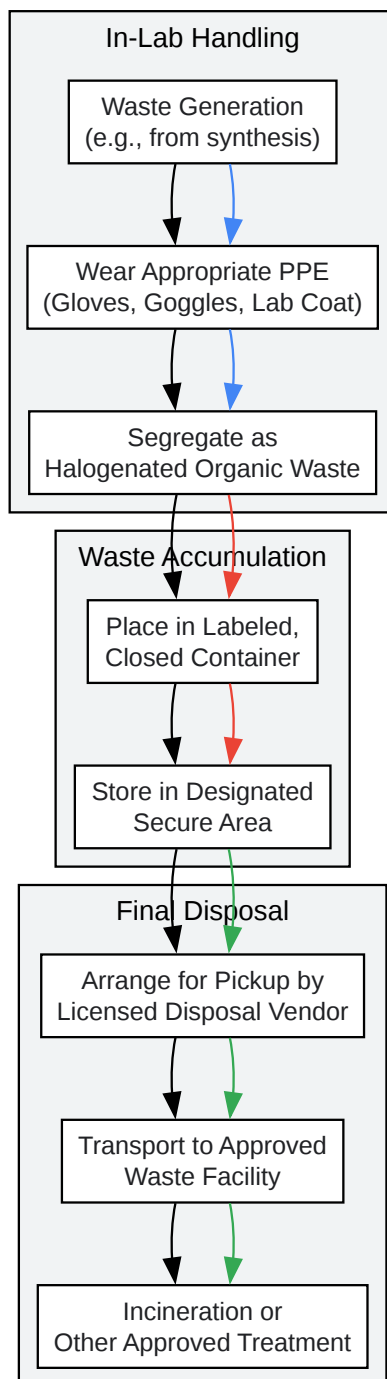 In-Lab Handling
Waste Generation
(e.g., from synthesis)
Wear Appropriate PPE
(Gloves, Goggles, Lab Coat)
Segregate as
Halogenated Organic Waste
Waste Accumulation
Place in Labeled,
Closed Container
Store in Designated
Secure Area
Final Disposal
Arrange for Pickup by
Licensed Disposal Vendor
Transport to Approved
Waste Facility
Incineration or
Other Approved Treatment